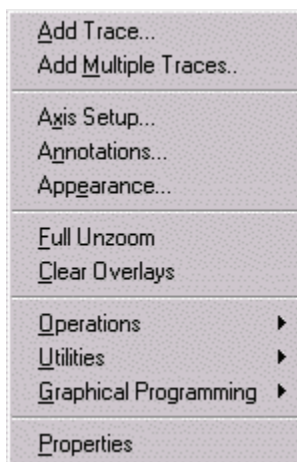 Add Trace...
Add Multiple Traces..
Axis Setup...
Annotations...
Appearance...
Full Unzoom
Clear Overlays
Operations
Utilities
Graphical Programming
Properties